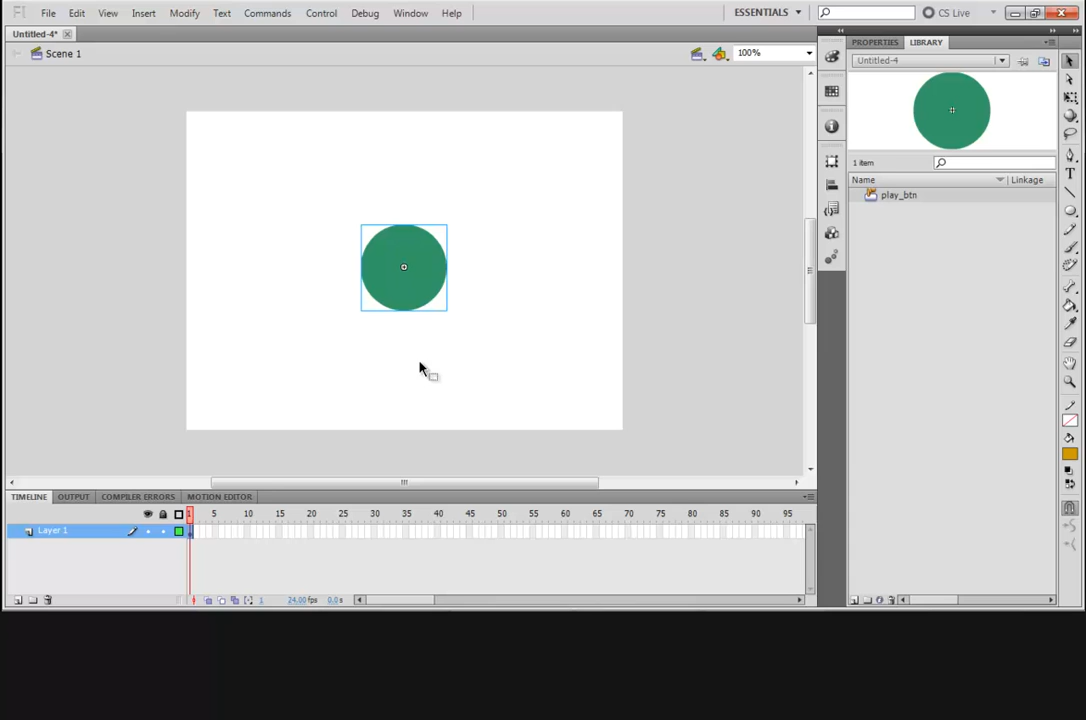 Fl File Edit View Insert Modify Text Commands Control Debug Window Help ESSENTIALS CS Live
Untitled-4*
Scene 1 100%
PROPERTIES LIBRARY
Untitled-4
1 item
Name Linkage
play_btn
TIMELINE OUTPUT COMPILER ERRORS MOTION EDITOR
1 5 10 15 20 25 30 35 40 45 50 55 60 65 70 75 80 85 90 95
Layer 1
1 24.00 fps 0.0 s